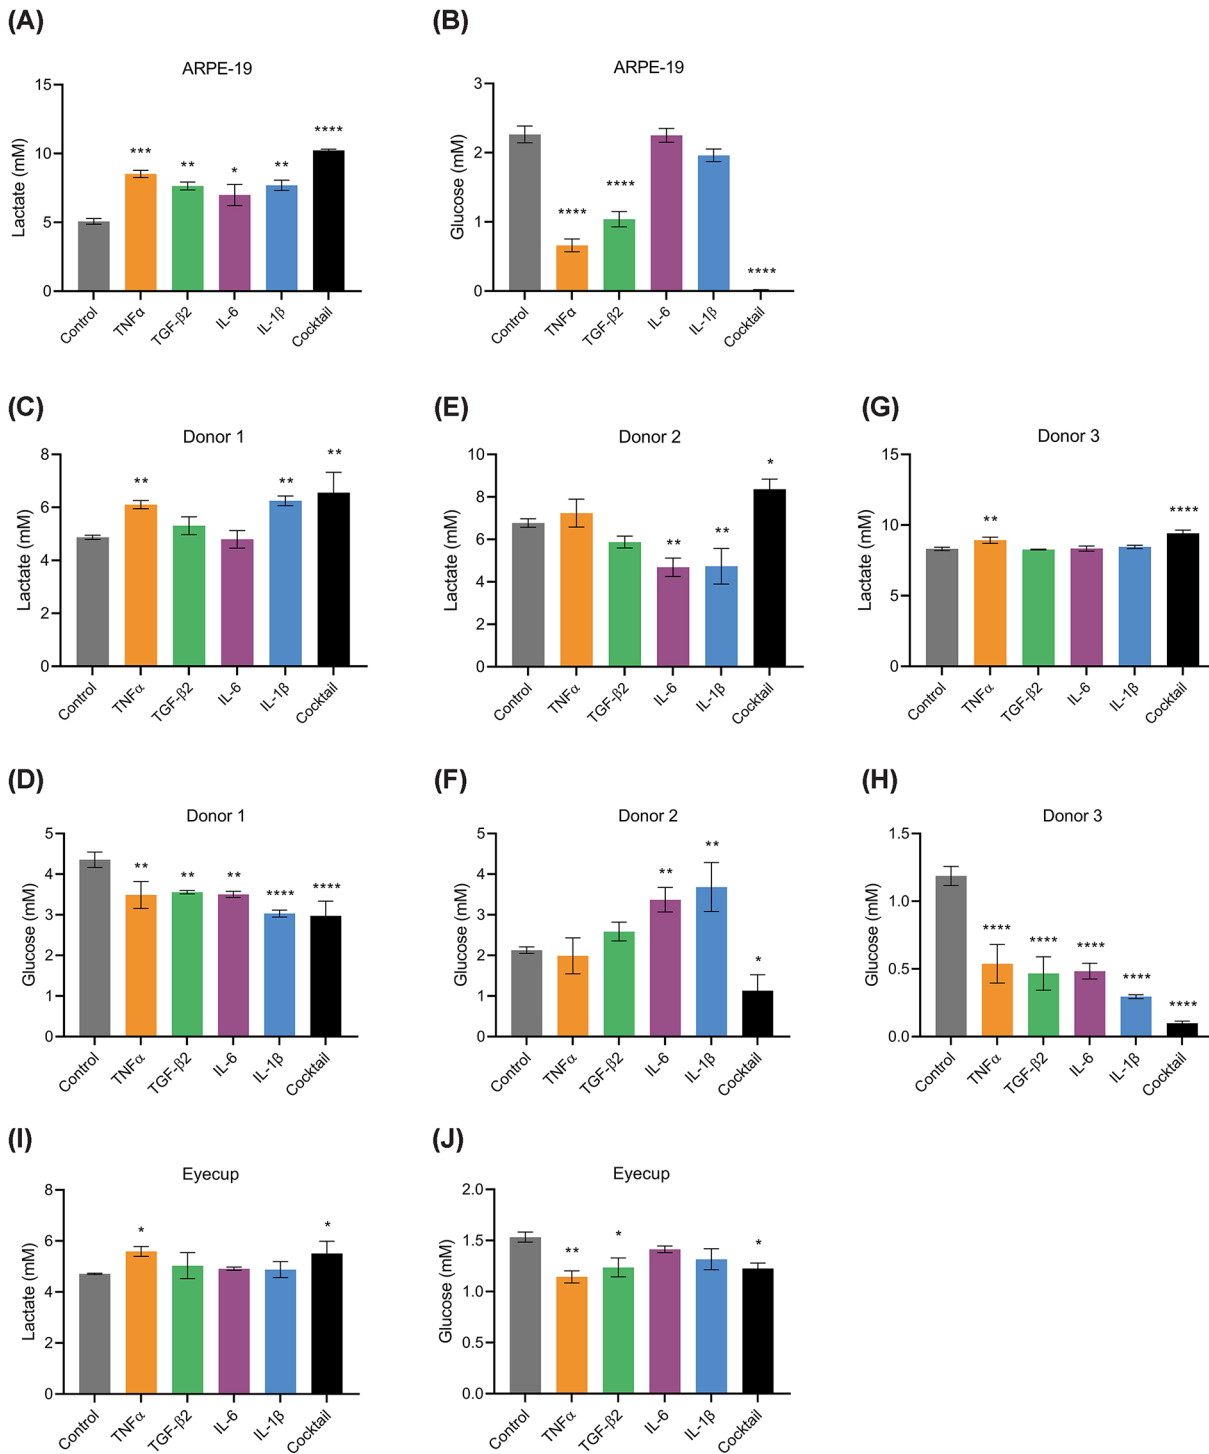 (A)
ARPE-19
Lactate (mM)
15
10
5
0
***
**
*
**
****
Control
TNFα
TGF-β2
IL-6
IL-1β
Cocktail
(B)
ARPE-19
Glucose (mM)
3
2
1
0
****
****
****
Control
TNFα
TGF-β2
IL-6
IL-1β
Cocktail
(C)
Donor 1
Lactate (mM)
8
6
4
2
0
**
**
**
Control
TNFα
TGF-β2
IL-6
IL-1β
Cocktail
(E)
Donor 2
Lactate (mM)
10
8
6
4
2
0
**
**
*
Control
TNFα
TGF-β2
IL-6
IL-1β
Cocktail
(G)
Donor 3
Lactate (mM)
15
10
5
0
**
****
Control
TNFα
TGF-β2
IL-6
IL-1β
Cocktail
(D)
Donor 1
Glucose (mM)
5
4
3
2
1
0
**
**
**
****
****
Control
TNFα
TGF-β2
IL-6
IL-1β
Cocktail
(F)
Donor 2
Glucose (mM)
5
4
3
2
1
0
**
**
*
Control
TNFα
TGF-β2
IL-6
IL-1β
Cocktail
(H)
Donor 3
Glucose (mM)
1.5
1.0
0.5
0.0
****
****
****
****
****
Control
TNFα
TGF-β2
IL-6
IL-1β
Cocktail
(I)
Eyecup
Lactate (mM)
8
6
4
2
0
*
*
Control
TNFα
TGF-β2
IL-6
IL-1β
Cocktail
(J)
Eyecup
Glucose (mM)
2.0
1.5
1.0
0.5
0.0
**
*
*
Control
TNFα
TGF-β2
IL-6
IL-1β
Cocktail